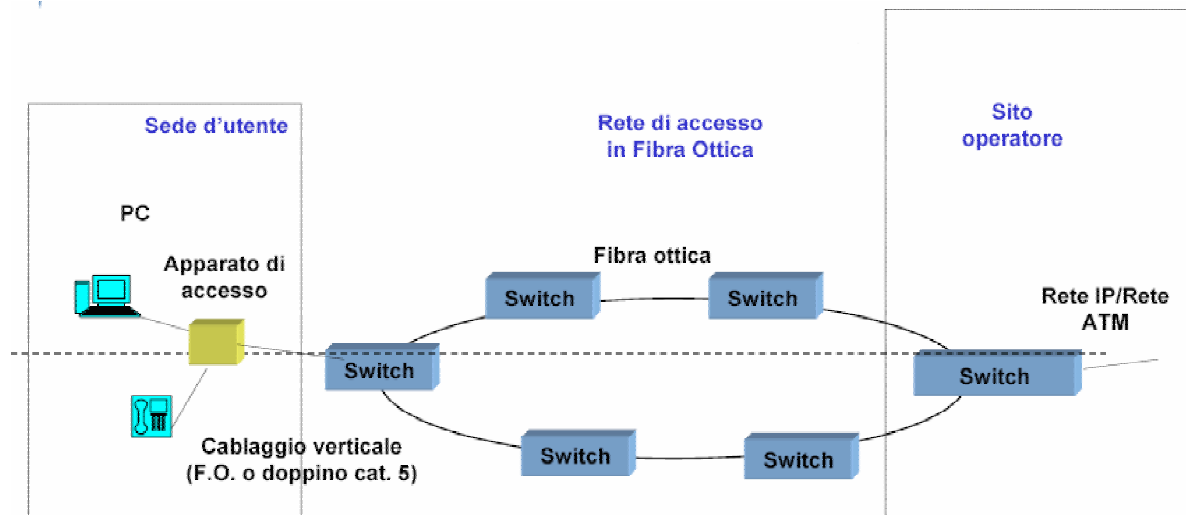 Sede d'utente
Rete di accesso
in Fibra Ottica
Sito
operatore
PC
Apparato di
accesso
Fibra ottica
Switch
Switch
Rete IP/Rete
ATM
Switch
Switch
Cablaggio verticale
(F.O. o doppino cat. 5)
Switch
Switch